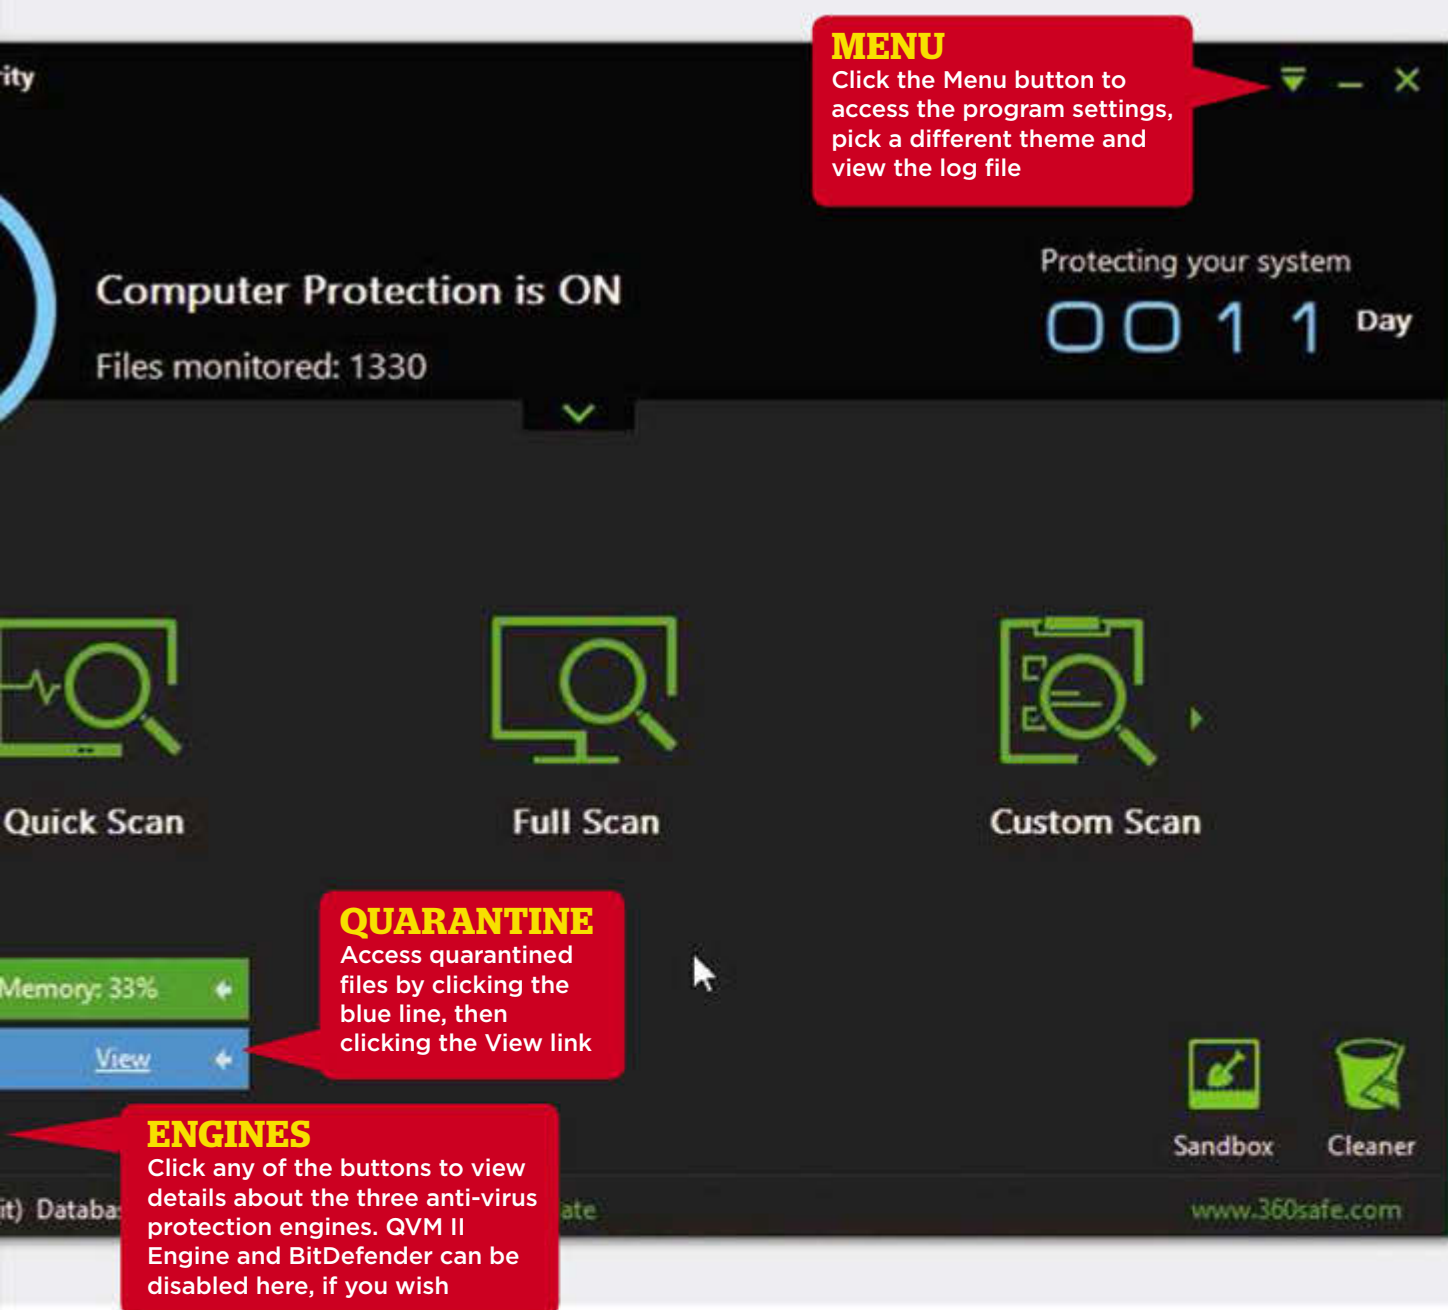 MENU
Click the Menu button to
access the program settings,
pick a different theme and
view the log file
Computer Protection is ON
Files monitored: 1330
Protecting your system
0011 Day
Quick Scan
Full Scan
Custom Scan
QUARANTINE
Access quarantined
files by clicking the
blue line, then
clicking the View link
Memory: 33%
View
ENGINES
Click any of the buttons to view
details about the three anti-virus
protection engines. QVM II
Engine and BitDefender can be
disabled here, if you wish
Sandbox
Cleaner
www.360safe.com